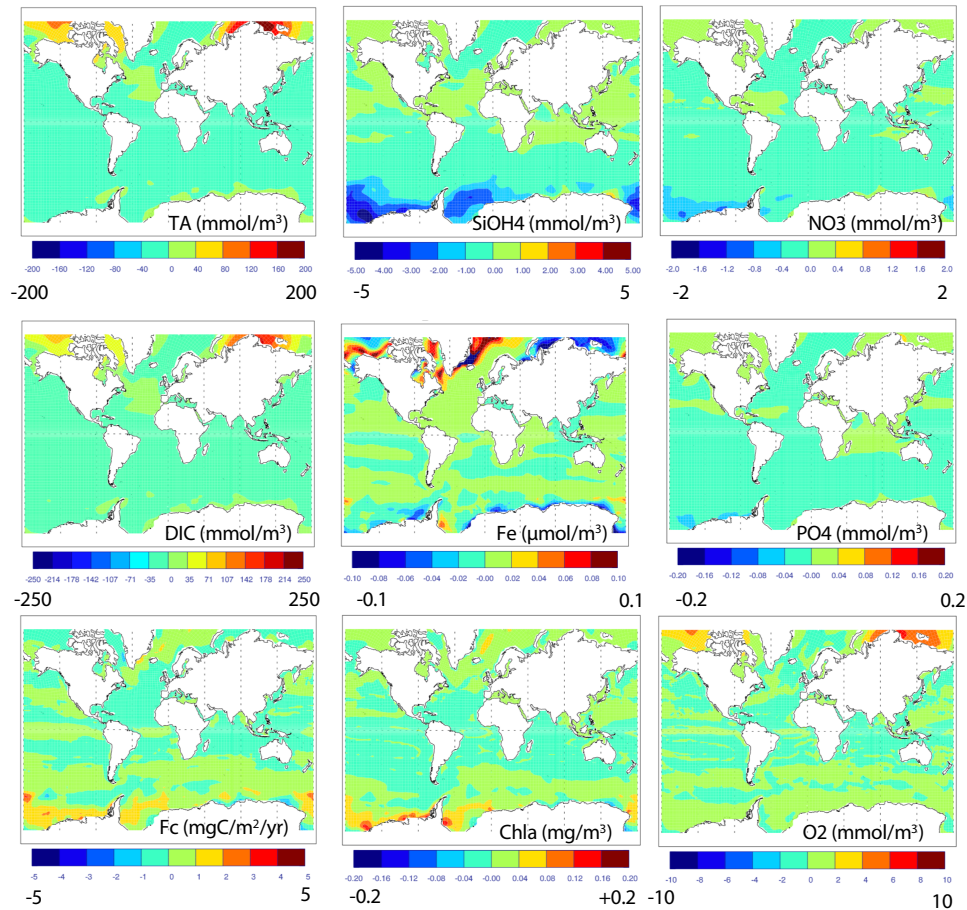 TA (mmol/m³)
SiOH4 (mmol/m³)
NO3 (mmol/m³)
-200 -160 -120 -80 -40 0 40 80 120 160 200
-5.00 -4.00 -3.00 -2.00 -1.00 0.00 1.00 2.00 3.00 4.00 5.00
-2.0 -1.6 -1.2 -0.8 -0.4 0.0 0.4 0.8 1.2 1.6 2.0
-200 200
-5 5
-2 2
DIC (mmol/m³)
Fe (µmol/m³)
PO4 (mmol/m³)
-250 -214 -178 -142 -107 -71 -35 0 35 71 107 142 178 214 250
-0.10 -0.08 -0.06 -0.04 -0.02 -0.00 0.02 0.04 0.06 0.08 0.10
-0.20 -0.16 -0.12 -0.08 -0.04 -0.00 0.04 0.08 0.12 0.16 0.20
-250 250
-0.1 0.1
-0.2 0.2
Fc (mgC/m²/yr)
Chla (mg/m³)
O2 (mmol/m³)
-5 -4 -3 -2 -1 0 1 2 3 4 5
-0.20 -0.16 -0.12 -0.08 -0.04 -0.00 0.04 0.08 0.12 0.16 0.20
-10 -8 -6 -4 -2 0 2 4 6 8 10
-5 5
-0.2 +0.2
-10 10